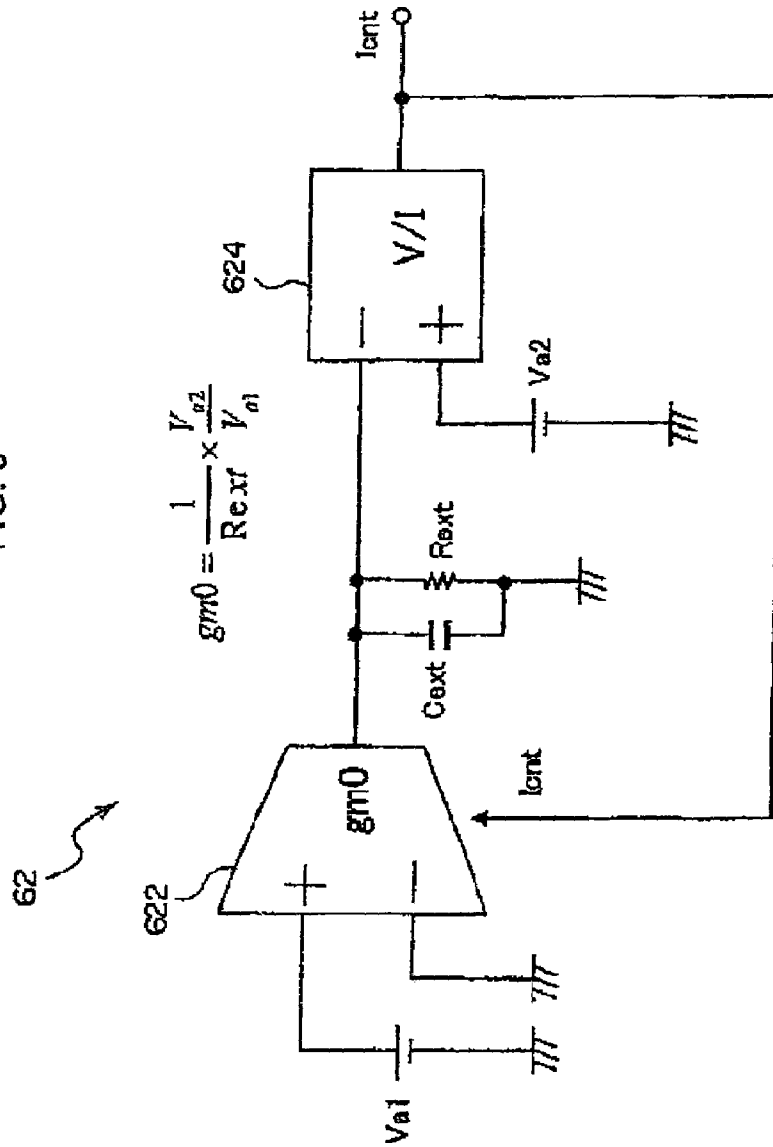 62
622
gm0
+
−
Va1
Icnt
Cext
Rext
gm0 = 1/Rext × Va2/Va1
624
V/I
−
+
Va2
Icnt